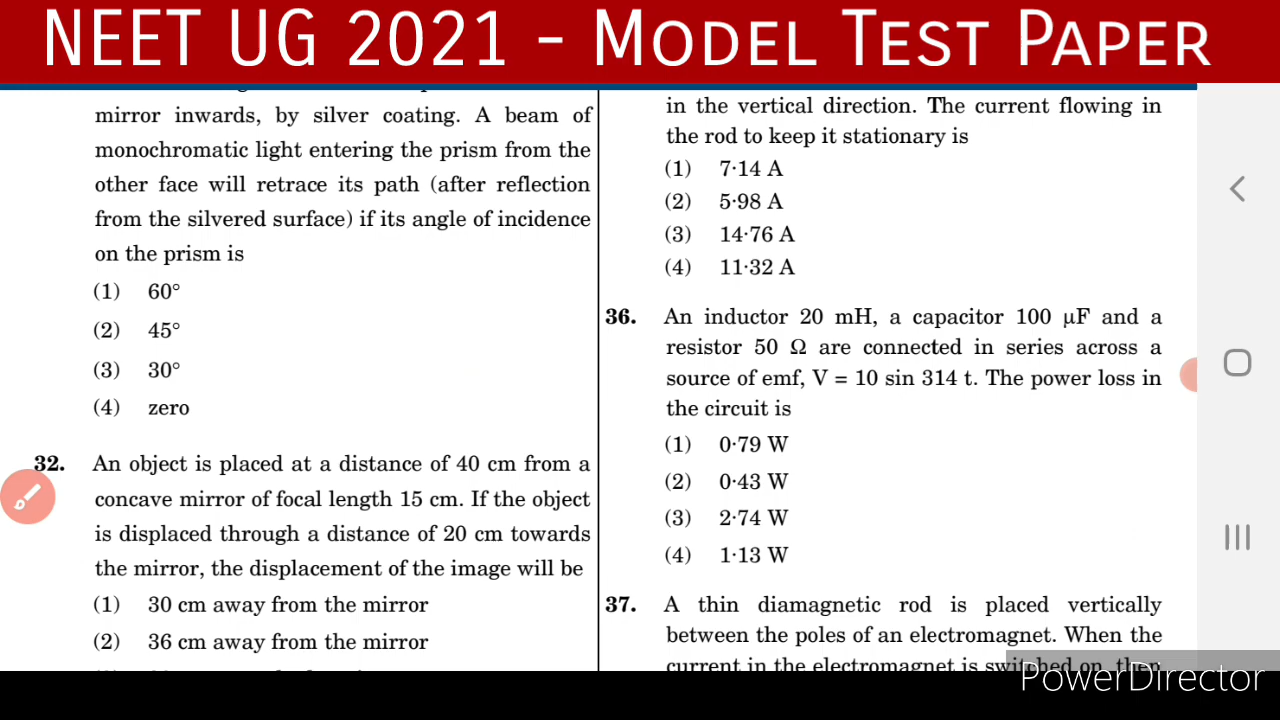 NEET UG 2021 - MODEL TEST PAPER
mirror inwards, by silver coating. A beam of
monochromatic light entering the prism from the
other face will retrace its path (after reflection
from the silvered surface) if its angle of incidence
on the prism is
(1) 60°
(2) 45°
(3) 30°
(4) zero
32. An object is placed at a distance of 40 cm from a
concave mirror of focal length 15 cm. If the object
is displaced through a distance of 20 cm towards
the mirror, the displacement of the image will be
(1) 30 cm away from the mirror
(2) 36 cm away from the mirror
in the vertical direction. The current flowing in
the rod to keep it stationary is
(1) 7·14 A
(2) 5·98 A
(3) 14·76 A
(4) 11·32 A
36. An inductor 20 mH, a capacitor 100 μF and a
resistor 50 Ω are connected in series across a
source of emf, V = 10 sin 314 t. The power loss in
the circuit is
(1) 0·79 W
(2) 0·43 W
(3) 2·74 W
(4) 1·13 W
37. A thin diamagnetic rod is placed vertically
between the poles of an electromagnet. When the
current in the electromagnet is switched on, then
PowerDirector